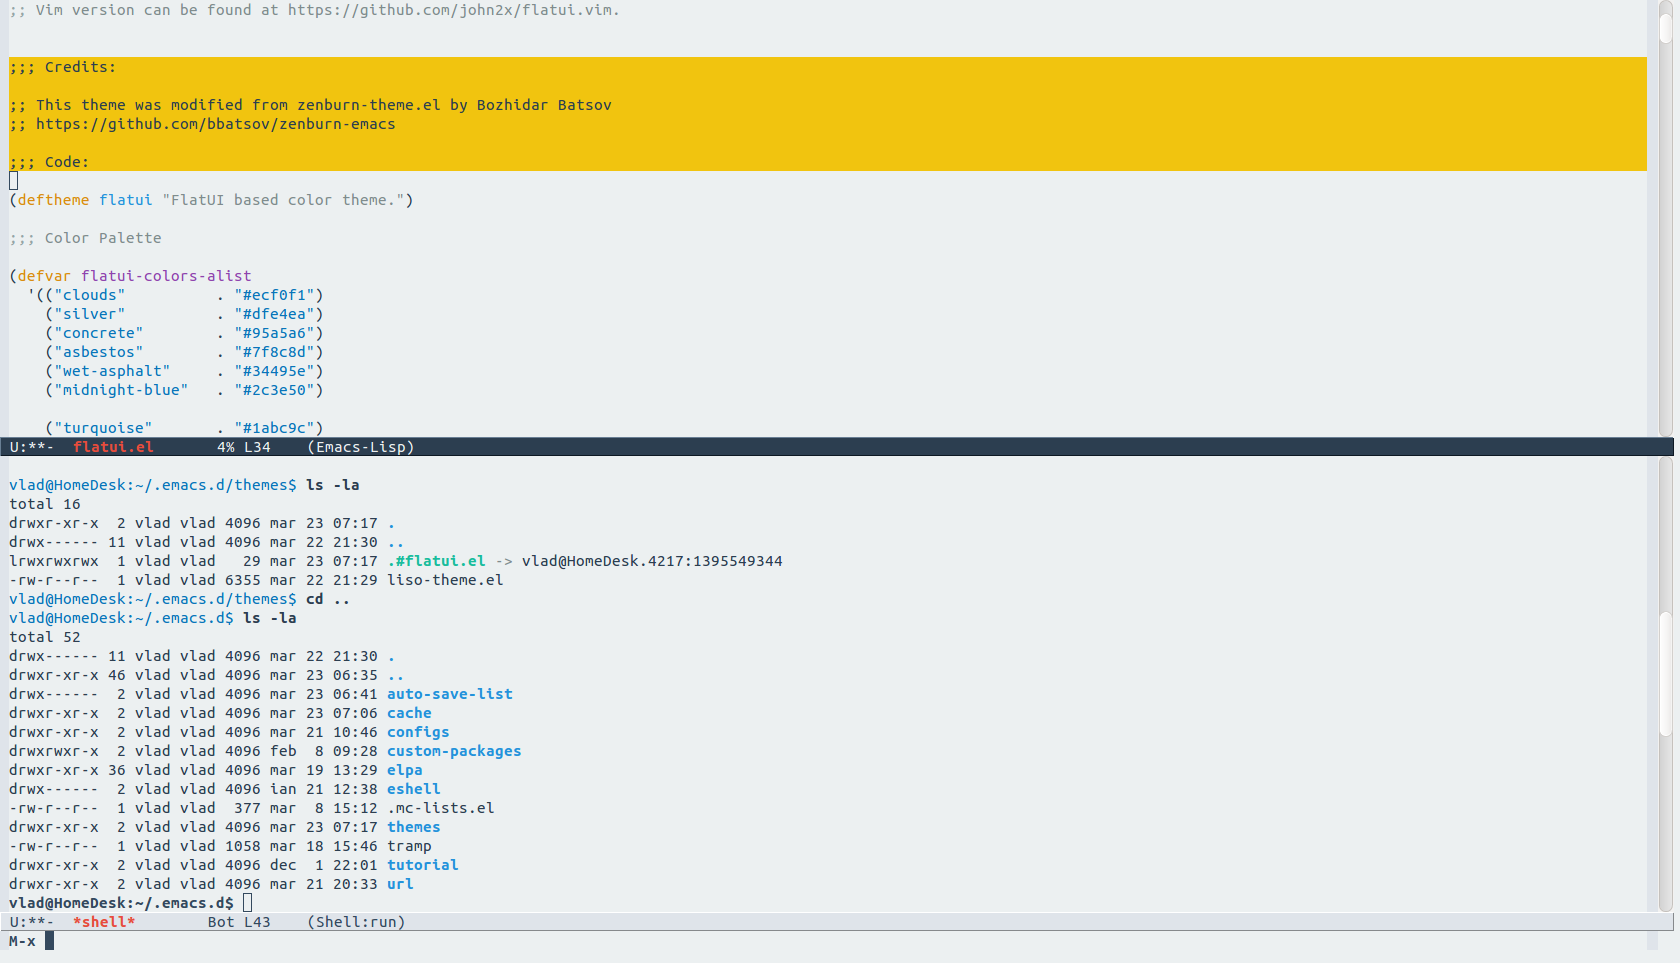 ;; Vim version can be found at https://github.com/john2x/flatui.vim.
;;; Credits:
;; This theme was modified from zenburn-theme.el by Bozhidar Batsov
;; https://github.com/bbatsov/zenburn-emacs
;;; Code:
(deftheme flatui "FlatUI based color theme.")
;;; Color Palette
(defvar flatui-colors-alist
  '(("clouds"          . "#ecf0f1")
    ("silver"          . "#dfe4ea")
    ("concrete"        . "#95a5a6")
    ("asbestos"        . "#7f8c8d")
    ("wet-asphalt"     . "#34495e")
    ("midnight-blue"   . "#2c3e50")
    ("turquoise"       . "#1abc9c")
U:**-  flatui.el       4% L34    (Emacs-Lisp)
vlad@HomeDesk:~/.emacs.d/themes$ ls -la
total 16
drwxr-xr-x  2 vlad vlad 4096 mar 23 07:17 .
drwx------ 11 vlad vlad 4096 mar 22 21:30 ..
lrwxrwxrwx  1 vlad vlad   29 mar 23 07:17 .#flatui.el -> vlad@HomeDesk.4217:1395549344
-rw-r--r--  1 vlad vlad 6355 mar 22 21:29 liso-theme.el
vlad@HomeDesk:~/.emacs.d/themes$ cd ..
vlad@HomeDesk:~/.emacs.d$ ls -la
total 52
drwx------ 11 vlad vlad 4096 mar 22 21:30 .
drwxr-xr-x 46 vlad vlad 4096 mar 23 06:35 ..
drwx------  2 vlad vlad 4096 mar 23 06:41 auto-save-list
drwxr-xr-x  2 vlad vlad 4096 mar 23 07:06 cache
drwxr-xr-x  2 vlad vlad 4096 mar 21 10:46 configs
drwxrwxr-x  2 vlad vlad 4096 feb  8 09:28 custom-packages
drwxr-xr-x 36 vlad vlad 4096 mar 19 13:29 elpa
drwx------  2 vlad vlad 4096 ian 21 12:38 eshell
-rw-r--r--  1 vlad vlad  377 mar  8 15:12 .mc-lists.el
drwxr-xr-x  2 vlad vlad 4096 mar 23 07:17 themes
-rw-r--r--  1 vlad vlad 1058 mar 18 15:46 tramp
drwxr-xr-x  2 vlad vlad 4096 dec  1 22:01 tutorial
drwxr-xr-x  2 vlad vlad 4096 mar 21 20:33 url
vlad@HomeDesk:~/.emacs.d$
U:**-  *shell*        Bot L43    (Shell:run)
M-x